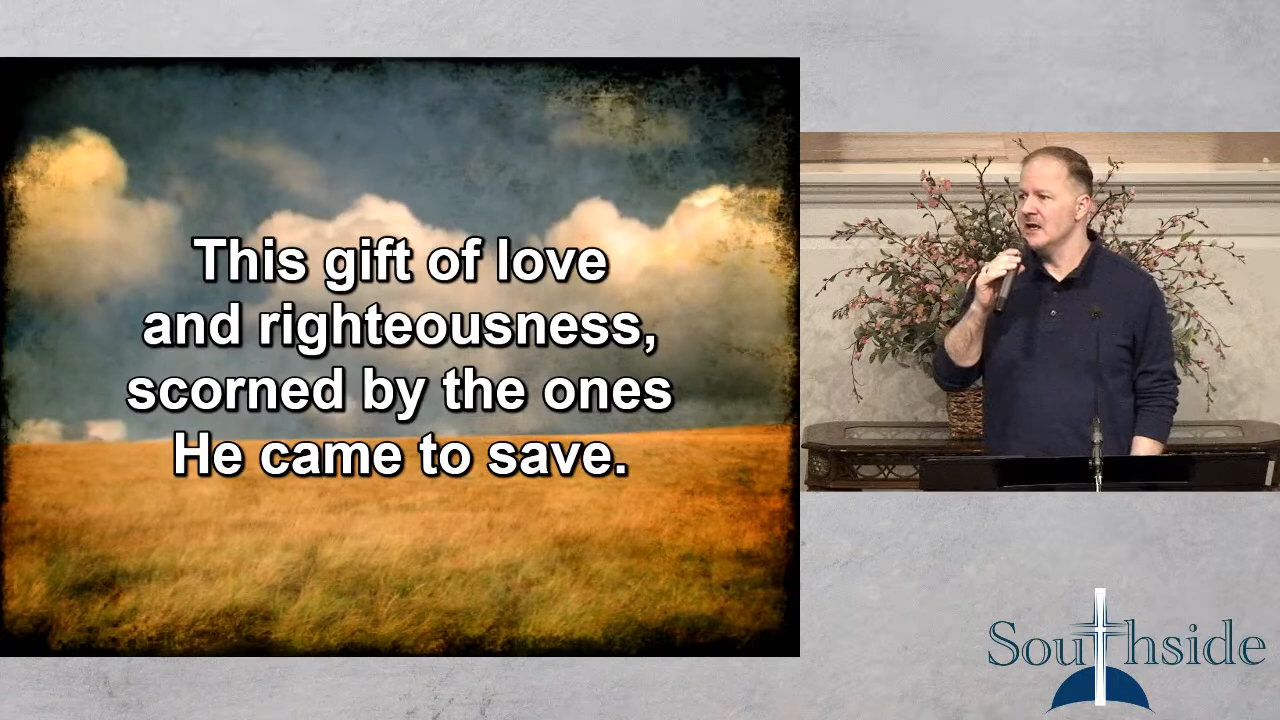 This gift of love
and righteousness,
scorned by the ones
He came to save.
Southside